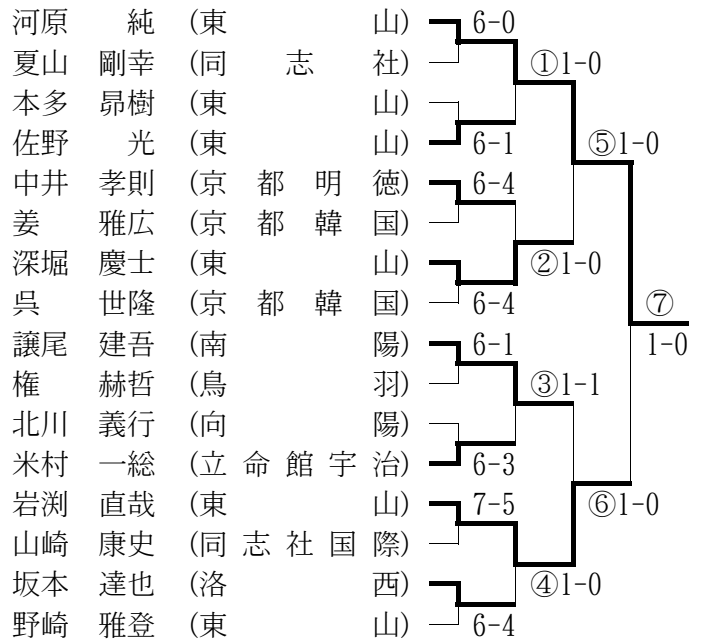 河原 純 (東 山) 6-0
夏山 剛幸 (同 志 社) ①1-0
本多 昴樹 (東 山)
佐野 光 (東 山) 6-1 ⑤1-0
中井 孝則 (京 都 明 徳) 6-4
姜 雅広 (京 都 韓 国)
深堀 慶士 (東 山) ②1-0
呉 世隆 (京 都 韓 国) 6-4 ⑦
譲尾 建吾 (南 陽) 6-1 1-0
権 赫哲 (鳥 羽) ③1-1
北川 義行 (向 陽)
米村 一総 (立 命 館 宇 治) 6-3
岩渕 直哉 (東 山) 7-5 ⑥1-0
山崎 康史 (同 志 社 国 際)
坂本 達也 (洛 西) ④1-0
野崎 雅登 (東 山) 6-4